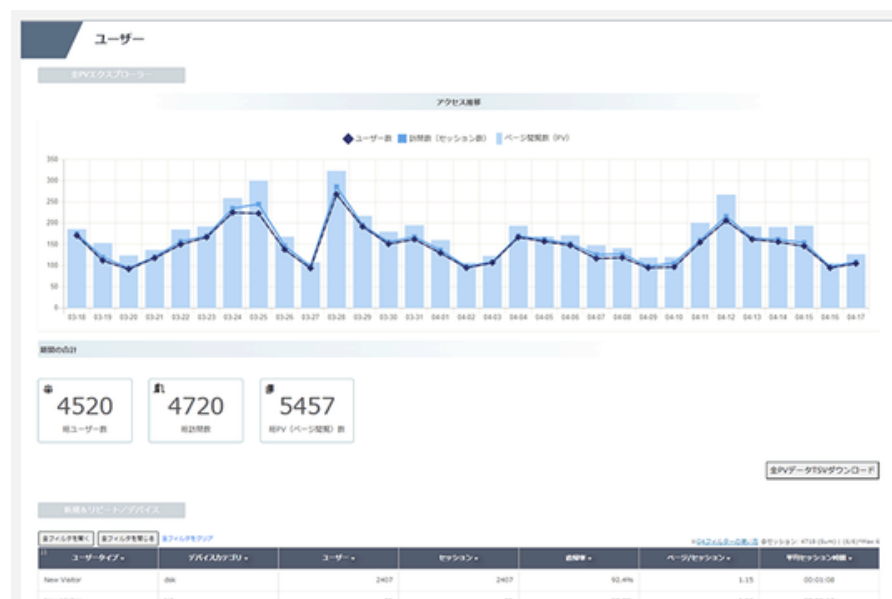 ユーザー
全PVエクスプローラー
アクセス推移
ユーザー数 訪問数（セッション数） ページ閲覧数（PV）
350
300
250
200
150
100
50
0
03-18 03-19 03-20 03-21 03-22 03-23 03-24 03-25 03-26 03-27 03-28 03-29 03-30 03-31 04-01 04-02 04-03 04-04 04-05 04-06 04-07 04-08 04-09 04-10 04-11 04-12 04-13 04-14 04-15 04-16 04-17
期間の合計
4520
総ユーザー数
4720
総訪問数
5457
総PV（ページ閲覧）数
全PVデータTSVダウンロード
新規&リピート/デバイス
全フィルタを開く 全フィルタを閉じる 全フィルタをクリア
ユーザータイプ デバイスカテゴリ ユーザー セッション 直帰率 ページ/セッション 平均セッション時間
New Visitor dsk 2407 2407 92.4% 1.15 00:01:08